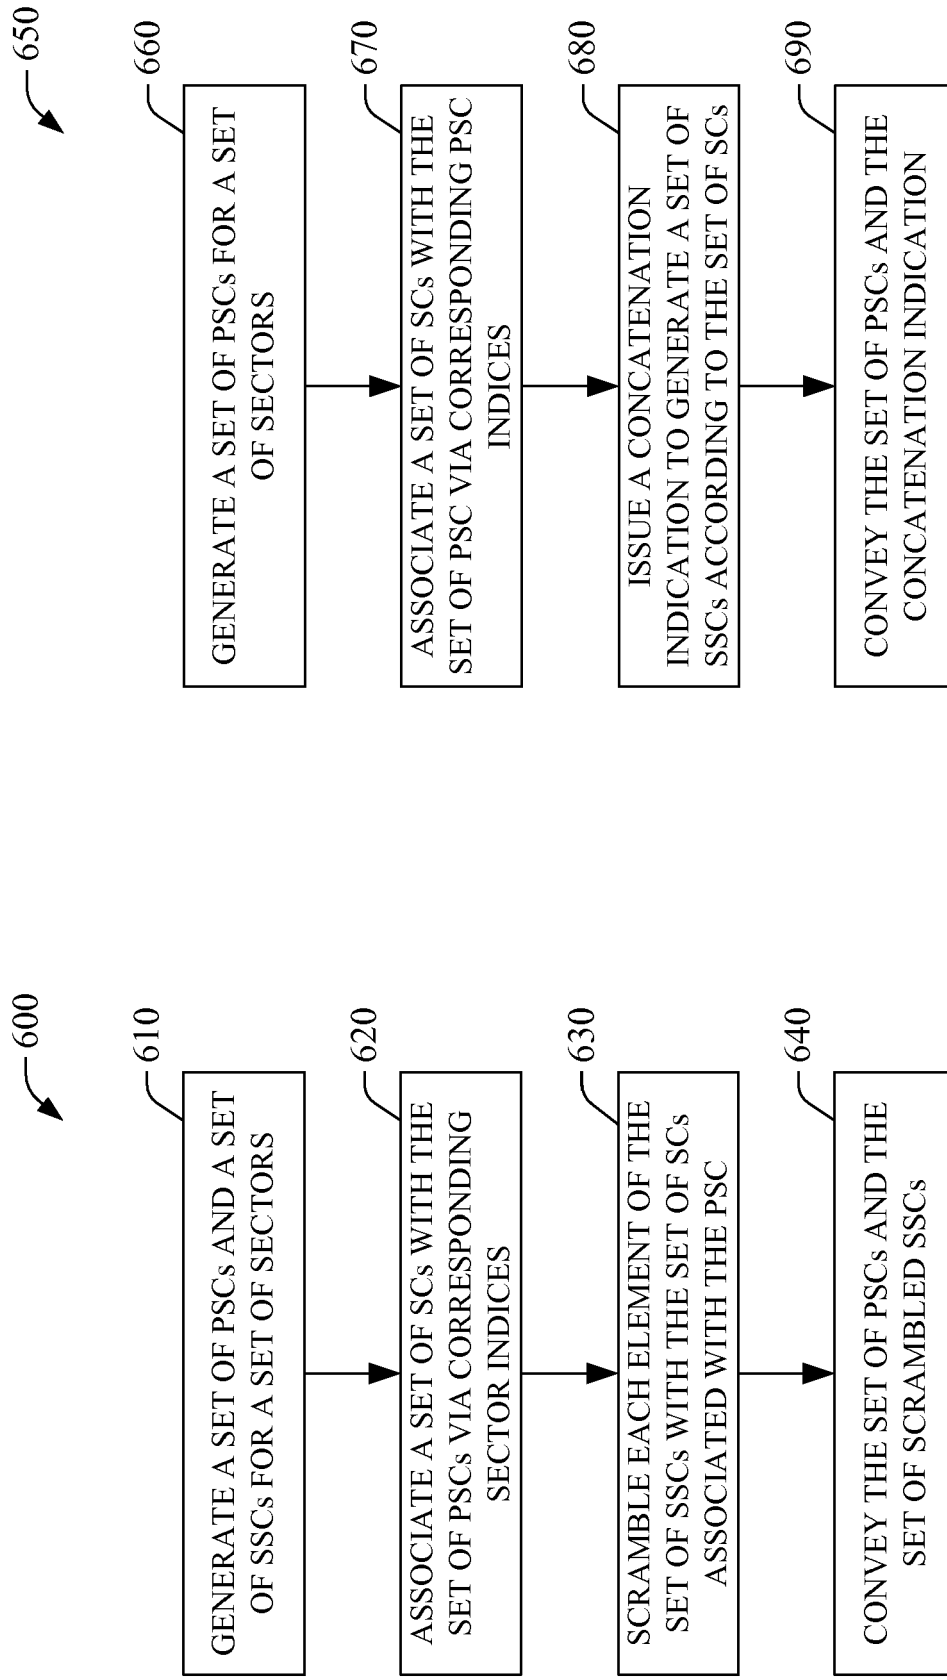 600
610
GENERATE A SET OF PSCs AND A SET
OF SSCs FOR A SET OF SECTORS
620
ASSOCIATE A SET OF SCs WITH THE
SET OF PSCs VIA CORRESPONDING
SECTOR INDICES
630
SCRAMBLE EACH ELEMENT OF THE
SET OF SSCs WITH THE SET OF SCs
ASSOCIATED WITH THE PSC
640
CONVEY THE SET OF PSCs AND THE
SET OF SCRAMBLED SSCs
650
660
GENERATE A SET OF PSCs FOR A SET
OF SECTORS
670
ASSOCIATE A SET OF SCs WITH THE
SET OF PSC VIA CORRESPONDING PSC
INDICES
680
ISSUE A CONCATENATION
INDICATION TO GENERATE A SET OF
SSCs ACCORDING TO THE SET OF SCs
690
CONVEY THE SET OF PSCs AND THE
CONCATENATION INDICATION